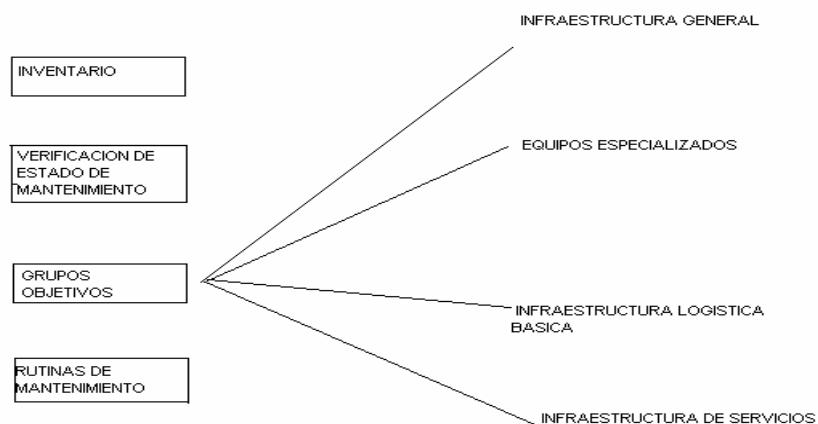 INFRAESTRUCTURA GENERAL
INVENTARIO
EQUIPOS ESPECIALIZADOS
VERIFICACION DE
ESTADO DE
MANTENIMIENTO
GRUPOS
OBJETIVOS
INFRAESTRUCTURA LOGISTICA
BASICA
RUTINAS DE
MANTENIMIENTO
INFRAESTRUCTURA DE SERVICIOS